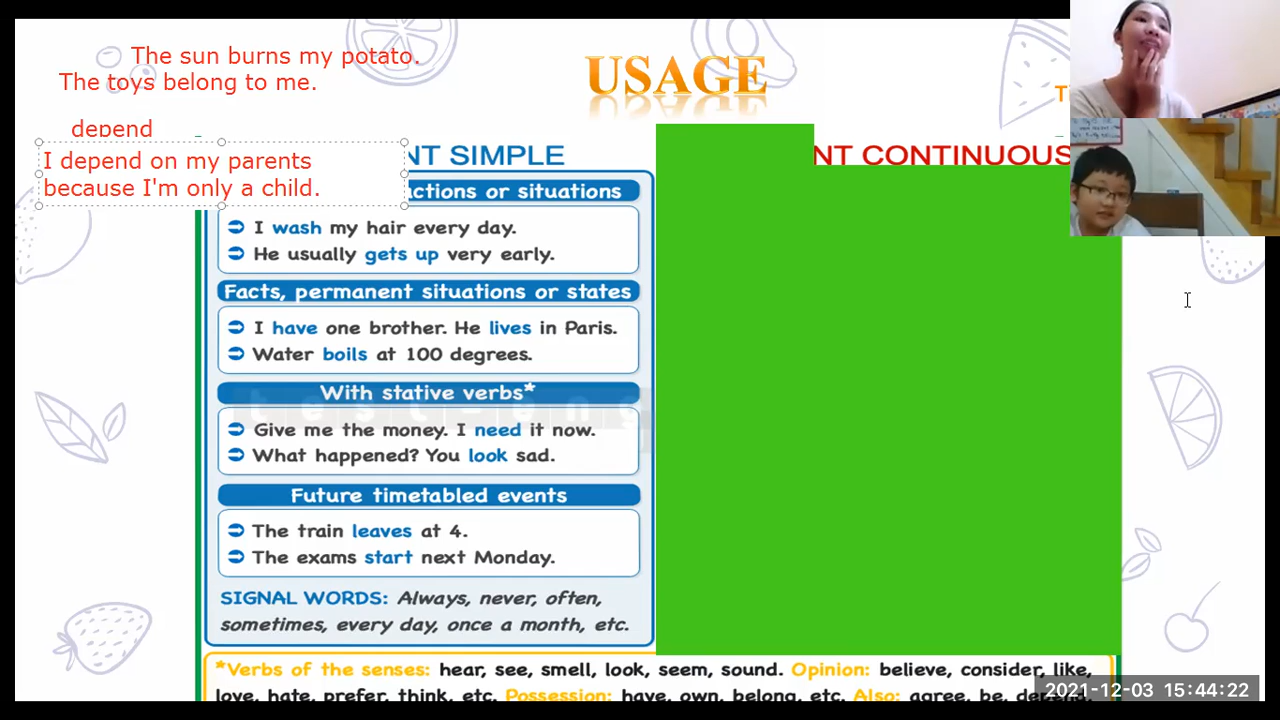 The sun burns my potato.
The toys belong to me.
USAGE
depend
I depend on my parents
because I'm only a child.
NT SIMPLE
NT CONTINUOUS
ctions or situations
I wash my hair every day.
He usually gets up very early.
Facts, permanent situations or states
I have one brother. He lives in Paris.
Water boils at 100 degrees.
With stative verbs*
Give me the money. I need it now.
What happened? You look sad.
Future timetabled events
The train leaves at 4.
The exams start next Monday.
SIGNAL WORDS: Always, never, often,
sometimes, every day, once a month, etc.
*Verbs of the senses: hear, see, smell, look, seem, sound. Opinion: believe, consider, like,
love, hate, prefer, think, etc. Possession: have, own, belong, etc. Also: agree, be, depend,
2021-12-03 15:44:22